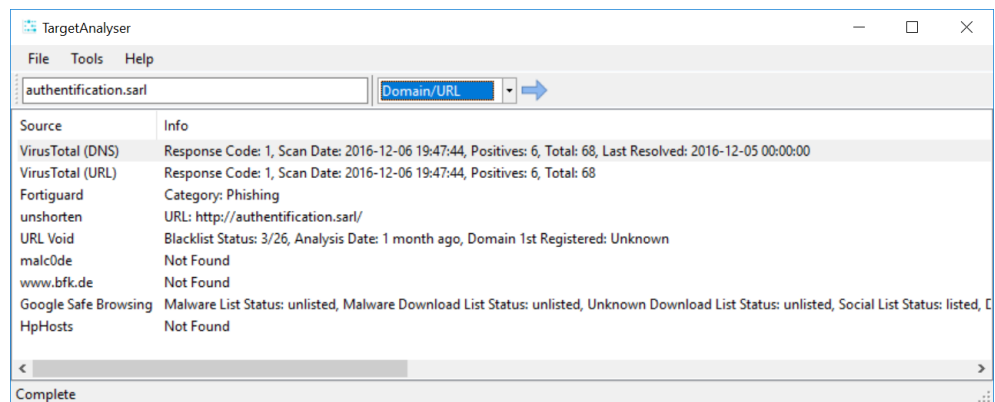 TargetAnalyser
File Tools Help
authentification.sarl Domain/URL
Source Info
VirusTotal (DNS) Response Code: 1, Scan Date: 2016-12-06 19:47:44, Positives: 6, Total: 68, Last Resolved: 2016-12-05 00:00:00
VirusTotal (URL) Response Code: 1, Scan Date: 2016-12-06 19:47:44, Positives: 6, Total: 68
Fortiguard Category: Phishing
unshorten URL: http://authentification.sarl/
URL Void Blacklist Status: 3/26, Analysis Date: 1 month ago, Domain 1st Registered: Unknown
malc0de Not Found
www.bfk.de Not Found
Google Safe Browsing Malware List Status: unlisted, Malware Download List Status: unlisted, Unknown Download List Status: unlisted, Social List Status: listed,
HpHosts Not Found
Complete